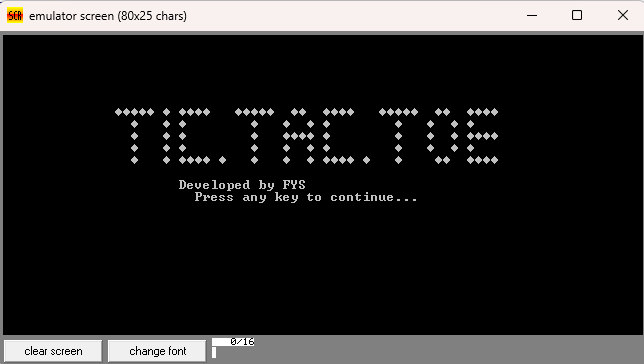 emulator screen (80x25 chars)
TIC.TAC.TOE
Developed by FYS
Press any key to continue...
clear screen
change font
0/16